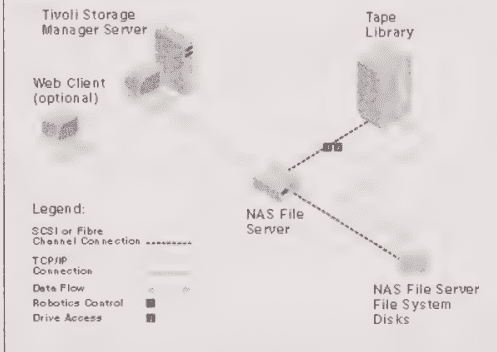 Tivoli Storage
Manager Server
Tape
Library
Web Client
(optional)
NAS File
Server
Legend:
SCSI or Fibre
Channel Connection
TCP/IP
Connection
Data Flow
Robotics Control
Drive Access
NAS File Server
File System
Disks